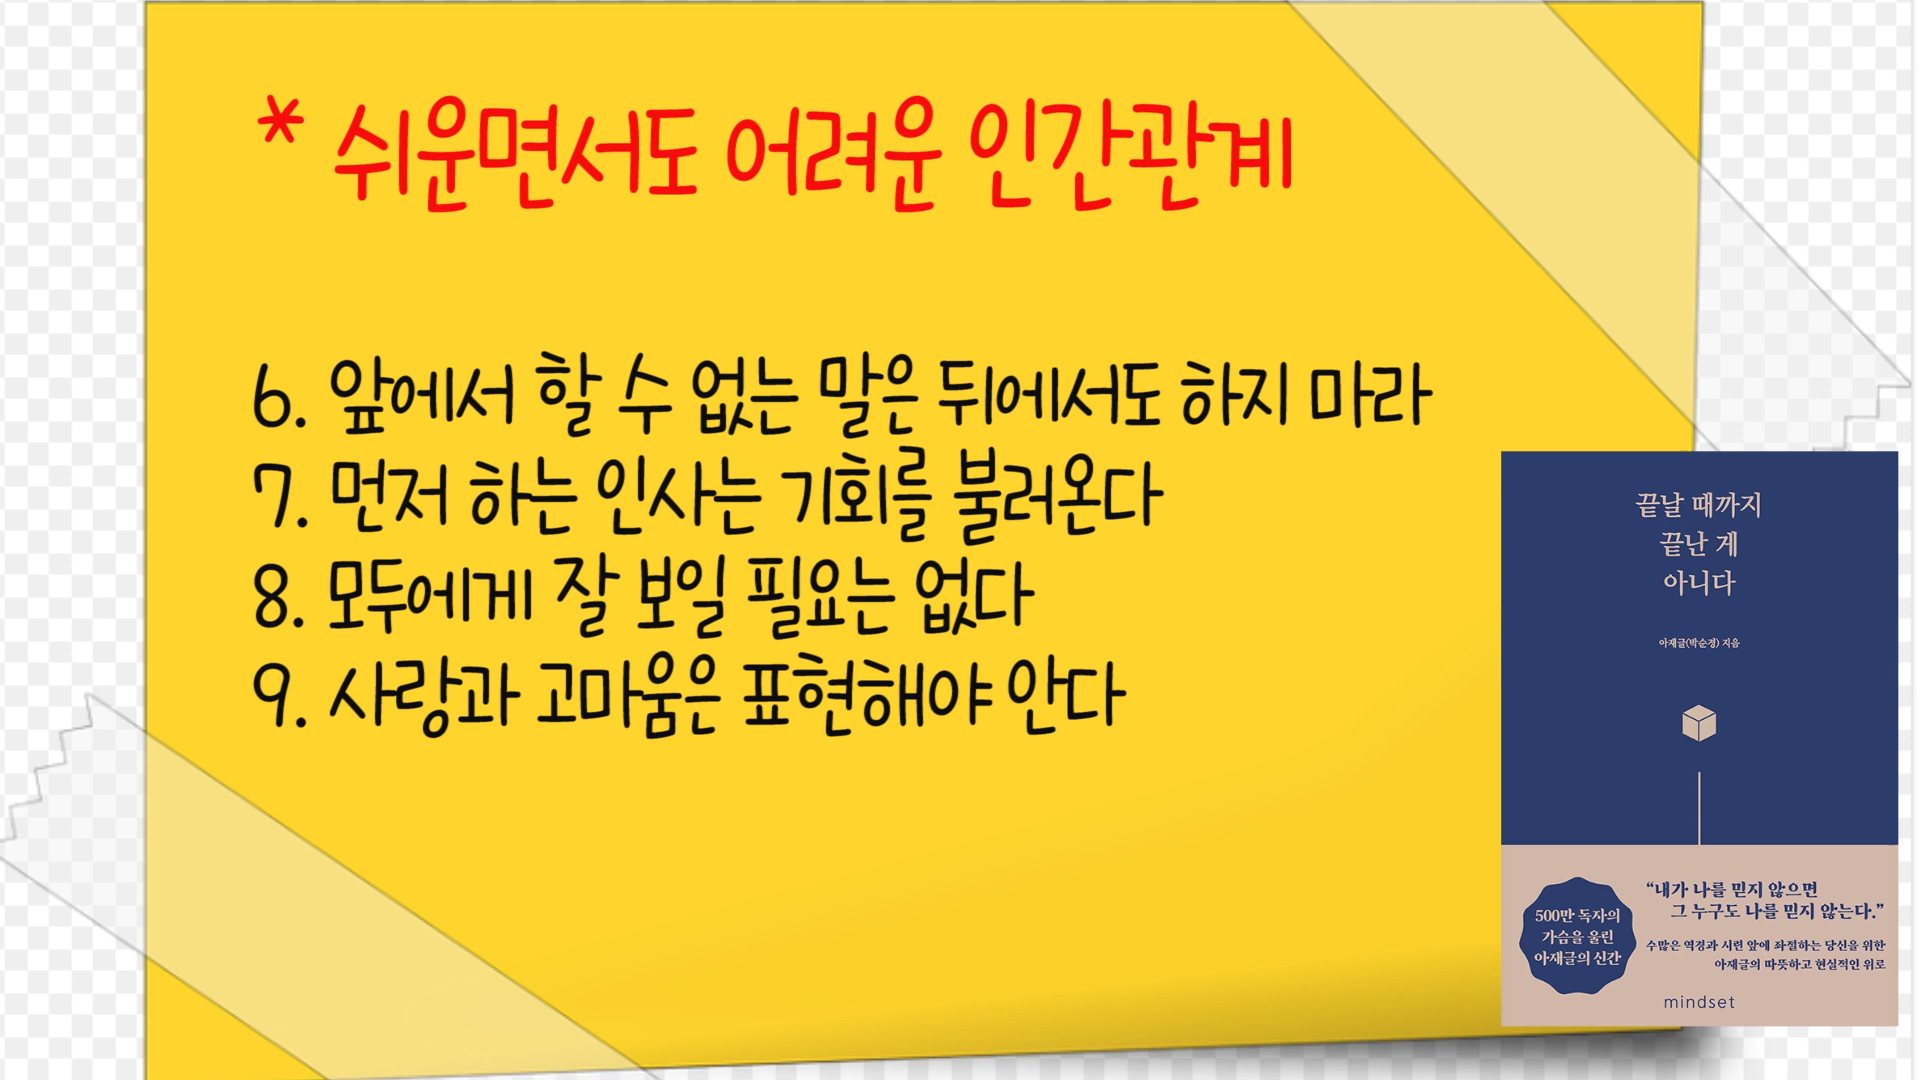 * 쉬운면서도 어려운 인간관계
6. 앞에서 할 수 없는 말은 뒤에서도 하지 마라
7. 먼저 하는 인사는 기회를 불러온다
8. 모두에게 잘 보일 필요는 없다
9. 사랑과 고마움은 표현해야 안다
끝날 때까지
끝난 게
아니다
아재글(박순경) 지음
500만 독자의
가슴을 울린
아재글의 신간
“내가 나를 믿지 않으면
그 누구도 나를 믿지 않는다.”
수많은 역경과 시련 앞에 좌절하는 당신을 위한
아재글의 따뜻하고 현실적인 위로
mindset